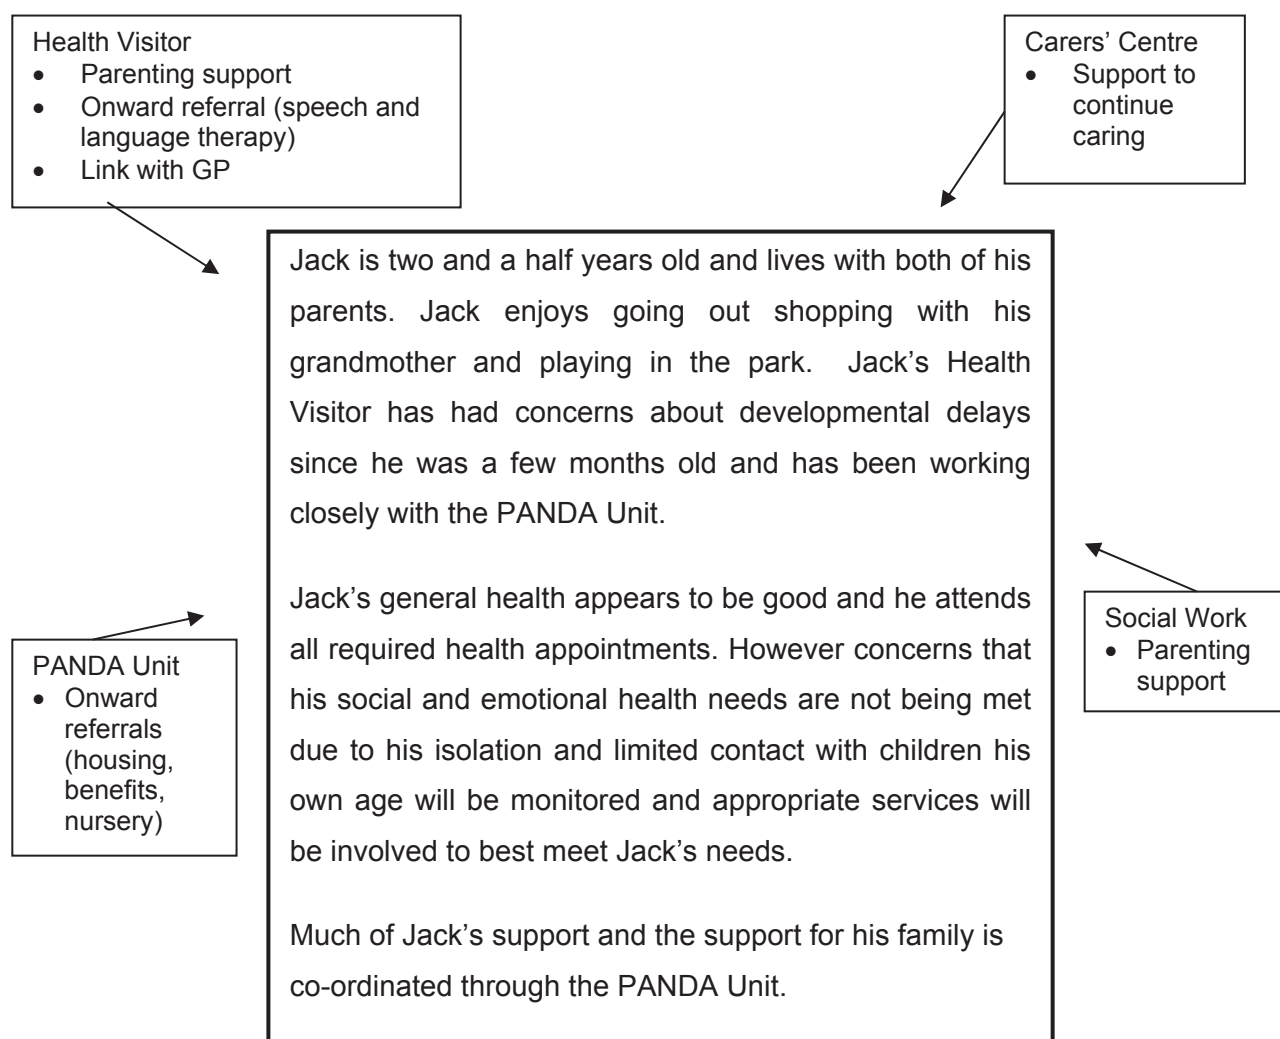 Health Visitor
• Parenting support
• Onward referral (speech and
language therapy)
• Link with GP
Carers’ Centre
• Support to
continue
caring
Jack is two and a half years old and lives with both of his
parents. Jack enjoys going out shopping with his
grandmother and playing in the park. Jack’s Health
Visitor has had concerns about developmental delays
since he was a few months old and has been working
closely with the PANDA Unit.
Jack’s general health appears to be good and he attends
all required health appointments. However concerns that
his social and emotional health needs are not being met
due to his isolation and limited contact with children his
own age will be monitored and appropriate services will
be involved to best meet Jack’s needs.
Much of Jack’s support and the support for his family is
co-ordinated through the PANDA Unit.
PANDA Unit
• Onward
referrals
(housing,
benefits,
nursery)
Social Work
• Parenting
support